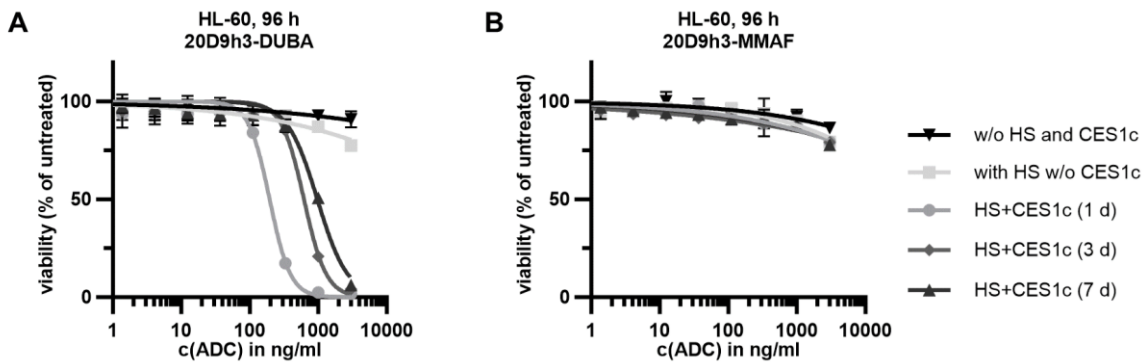 A
HL-60, 96 h
20D9h3-DUBA
viability (% of untreated)
100
50
0
1
10
100
1000
10000
c(ADC) in ng/ml
B
HL-60, 96 h
20D9h3-MMAF
viability (% of untreated)
100
50
0
1
10
100
1000
10000
c(ADC) in ng/ml
w/o HS and CES1c
with HS w/o CES1c
HS+CES1c (1 d)
HS+CES1c (3 d)
HS+CES1c (7 d)